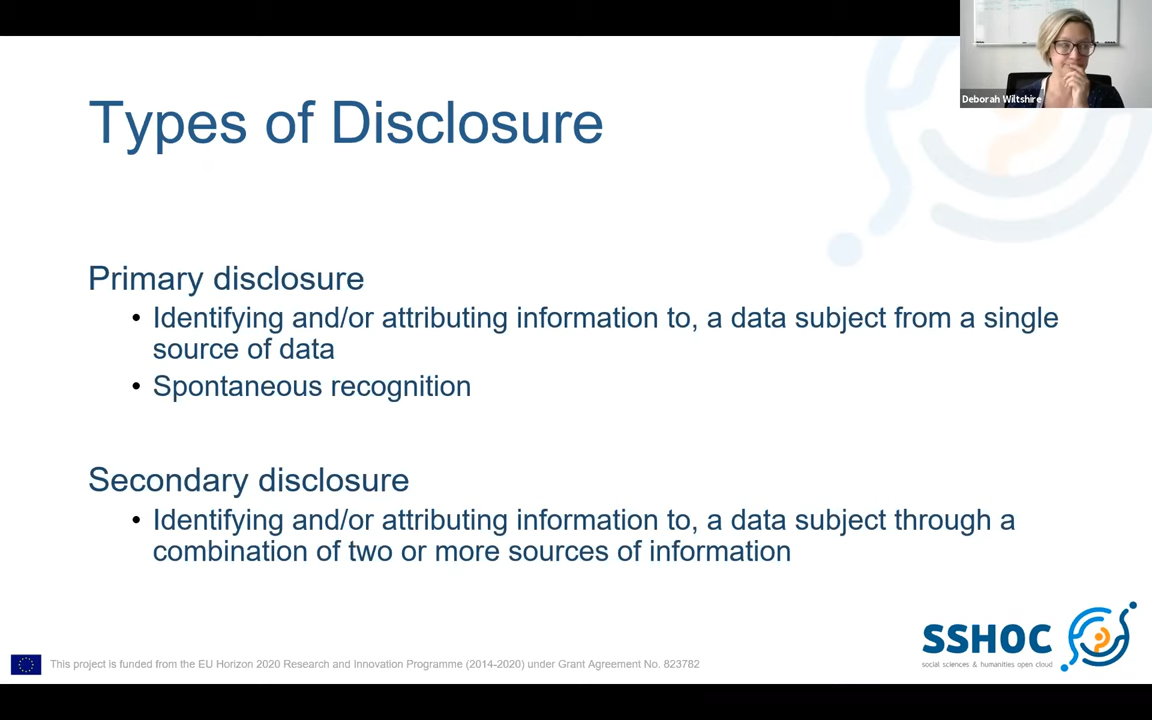 Deborah Wiltshire
Types of Disclosure
Primary disclosure
• Identifying and/or attributing information to, a data subject from a single
source of data
• Spontaneous recognition
Secondary disclosure
• Identifying and/or attributing information to, a data subject through a
combination of two or more sources of information
SSHOC
social sciences & humanities open cloud
This project is funded from the EU Horizon 2020 Research and Innovation Programme (2014-2020) under Grant Agreement No. 823782